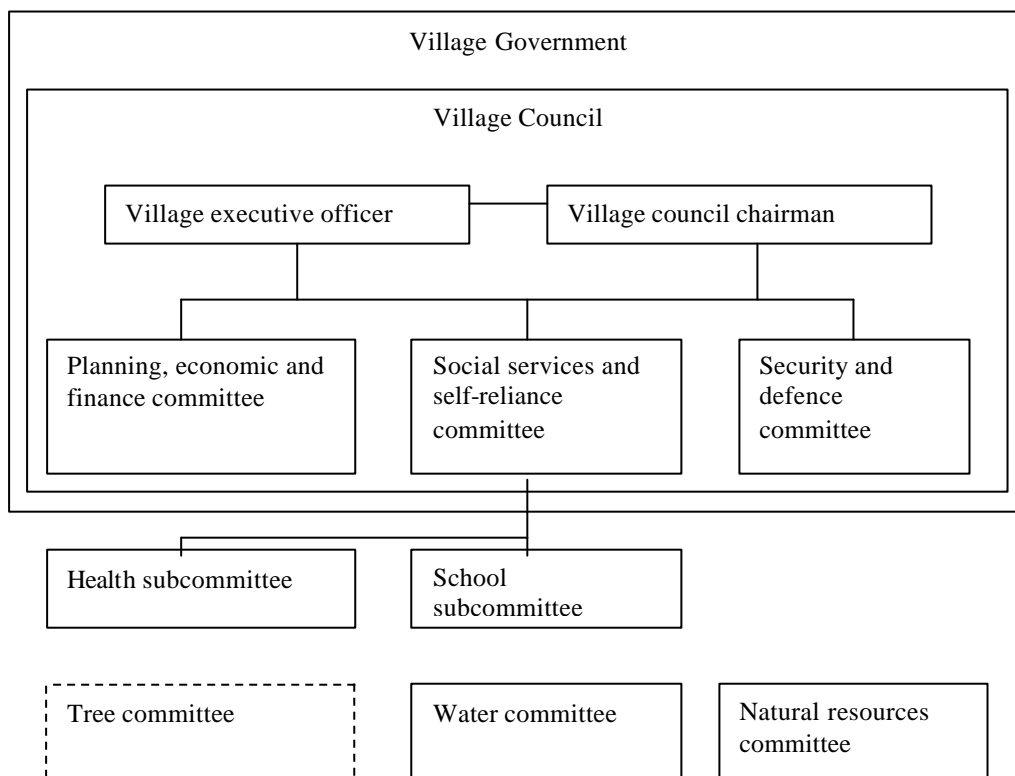 Village Government
Village Council
Village executive officer
Village council chairman
Planning, economic and
finance committee
Social services and
self-reliance
committee
Security and
defence
committee
Health subcommittee
School
subcommittee
Tree committee
Water committee
Natural resources
committee